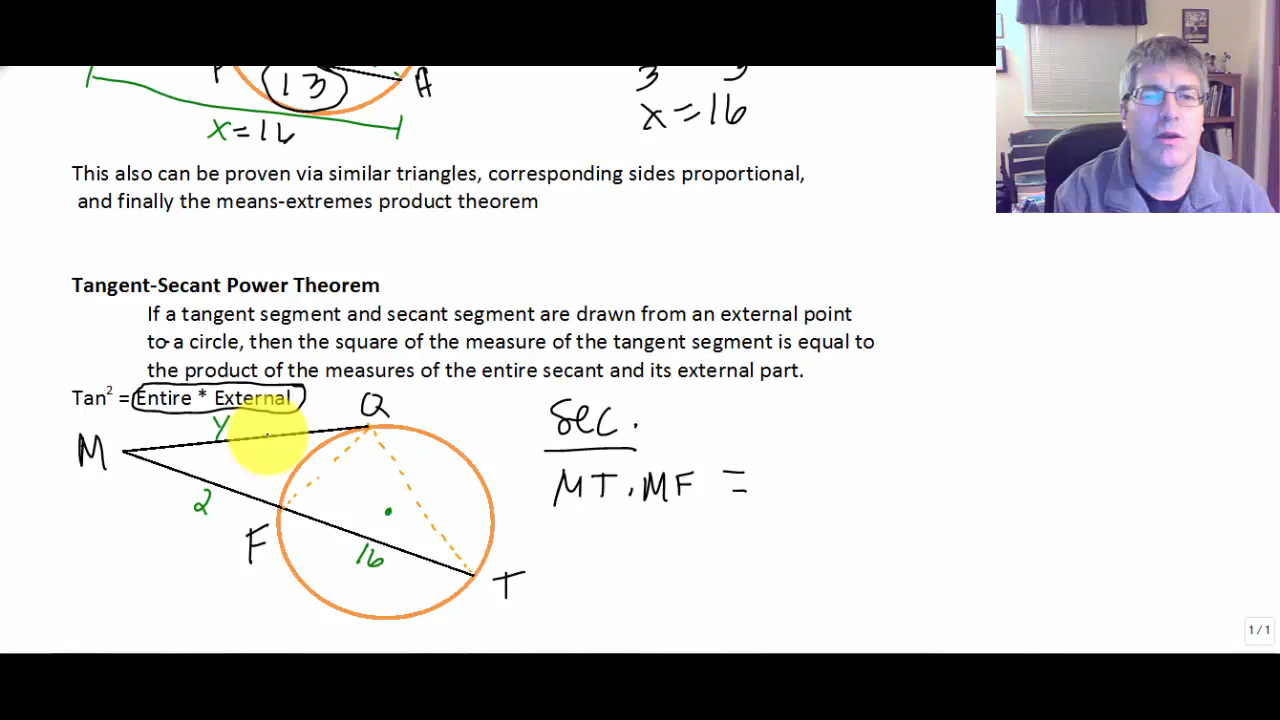 13
A
3
x = 16
x = 16
This also can be proven via similar triangles, corresponding sides proportional,
and finally the means-extremes product theorem
Tangent-Secant Power Theorem
If a tangent segment and secant segment are drawn from an external point
to a circle, then the square of the measure of the tangent segment is equal to
the product of the measures of the entire secant and its external part.
Tan² = Entire * External
Q
y
M
2
F
16
T
Sec.
MT · MF =
1 / 1